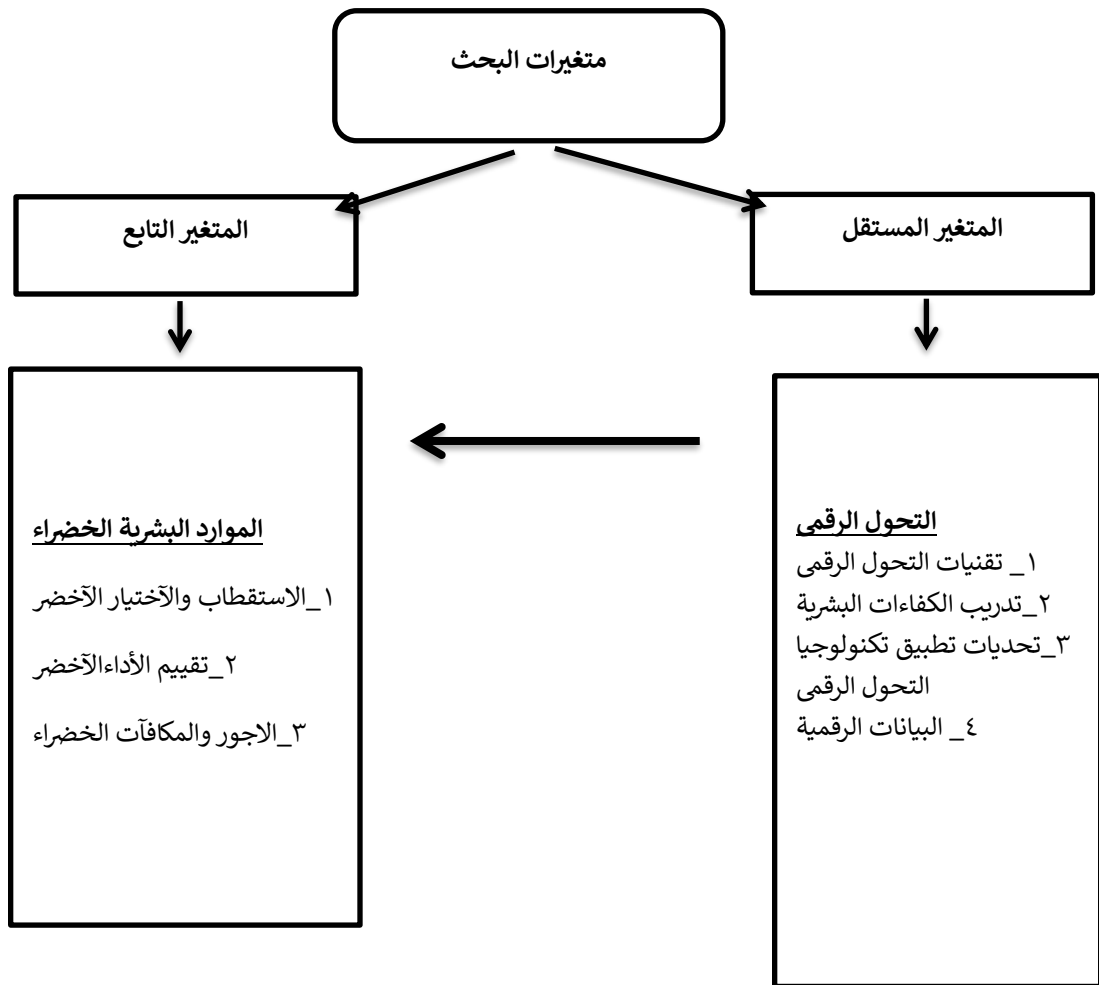 متغيرات البحث
المتغير المستقل
المتغير التابع
التحول الرقمى
١_ تقنيات التحول الرقمى
٢_تدريب الكفاءات البشرية
٣_تحديات تطبيق تكنولوجيا
التحول الرقمى
٤_ البيانات الرقمية
الموارد البشرية الخضراء
١_الاستقطاب والآختيار الآخضر
٢_تقييم الأداءالآخضر
٣_الاجور والمكافآت الخضراء